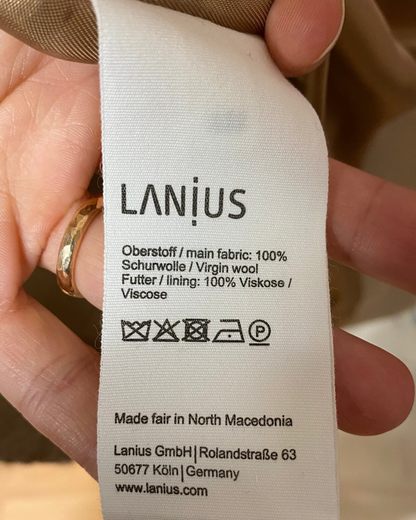 LANiUS
Oberstoff / main fabric: 100%
Schurwolle / Virgin wool
Futter / lining: 100% Viskose /
Viscose
P
Made fair in North Macedonia
Lanius GmbH|Rolandstraße 63
50677 Köln|Germany
www.lanius.com